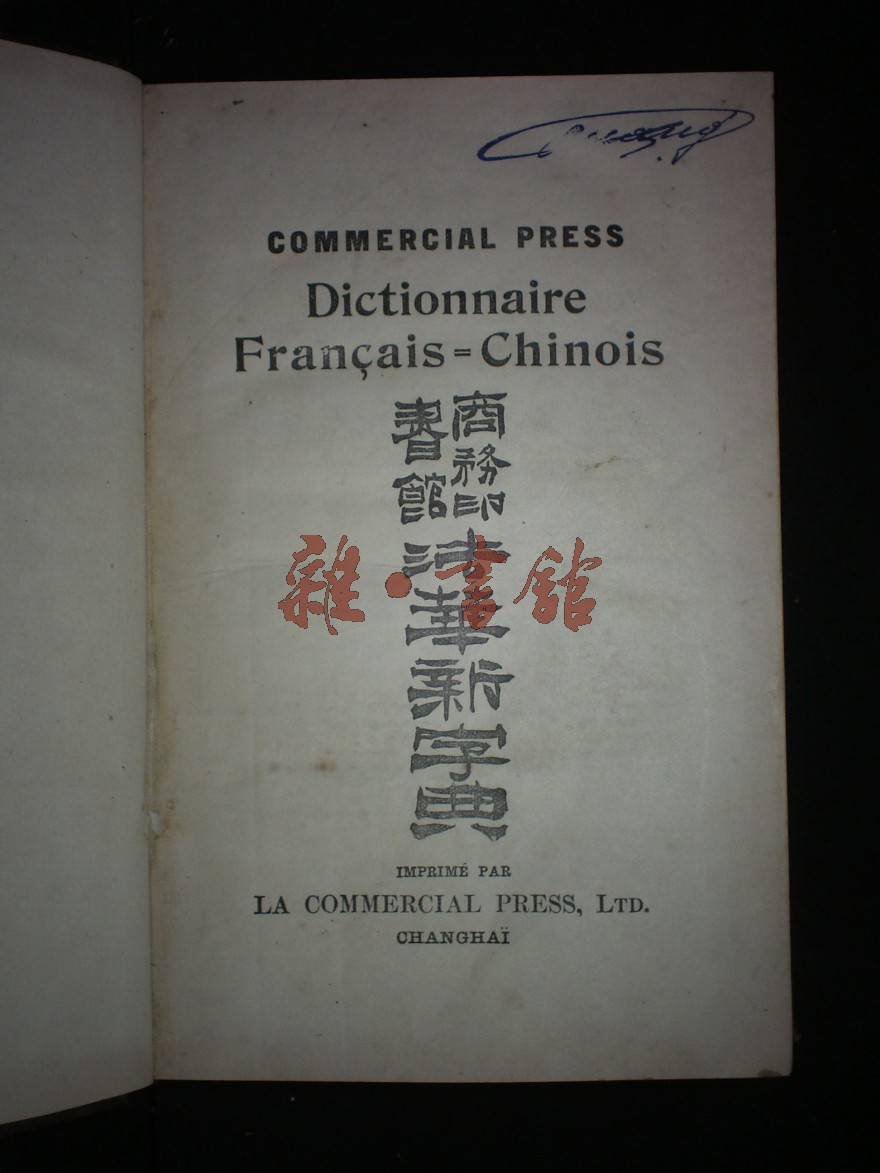 COMMERCIAL PRESS
Dictionnaire
Français=Chinois
商務印
書館
法華新字典
雜·書館
IMPRIMÉ PAR
LA COMMERCIAL PRESS, LTD.
CHANGHAÏ